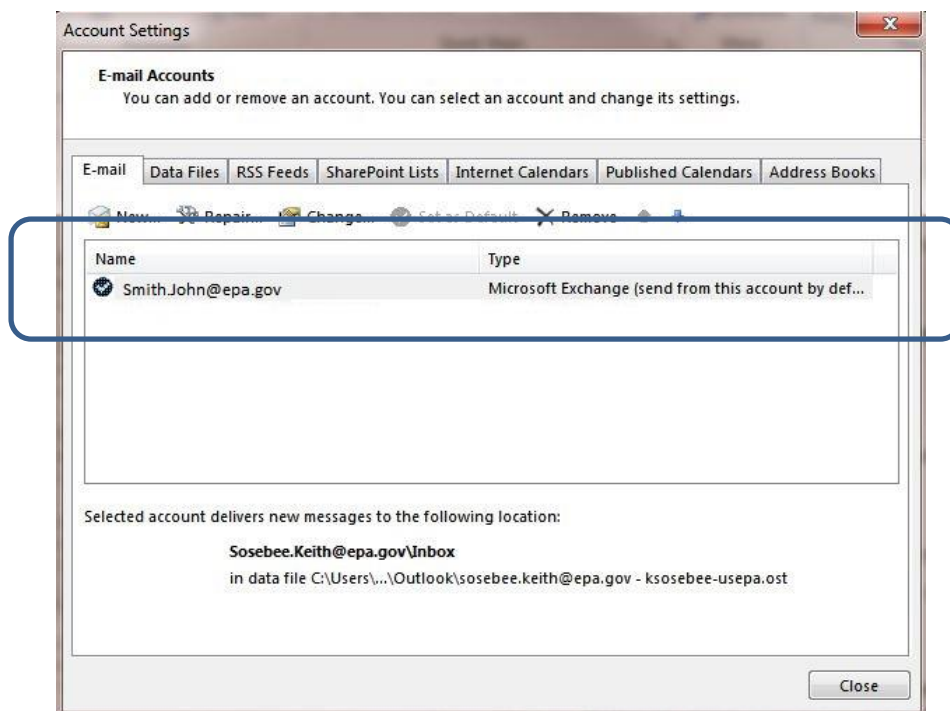 Account Settings
E-mail Accounts
You can add or remove an account. You can select an account and change its settings.
E-mail Data Files RSS Feeds SharePoint Lists Internet Calendars Published Calendars Address Books
New... Repair... Change... Set as Default Remove
Name Type
Smith.John@epa.gov Microsoft Exchange (send from this account by def...
Selected account delivers new messages to the following location:
Sosebee.Keith@epa.gov\Inbox
in data file C:\Users\...\Outlook\sosebee.keith@epa.gov - ksosebee-usepa.ost
Close